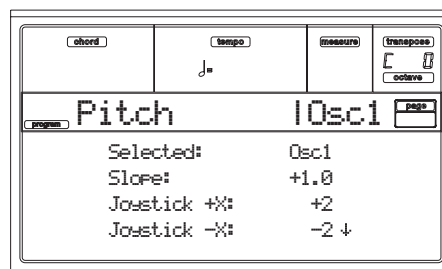 chord tempo measure transpose
♩=
C 0
octave
program Pitch |Osc1 page
Selected: Osc1
Slope: +1.0
Joystick +X: +2
Joystick -X: -2 ↓